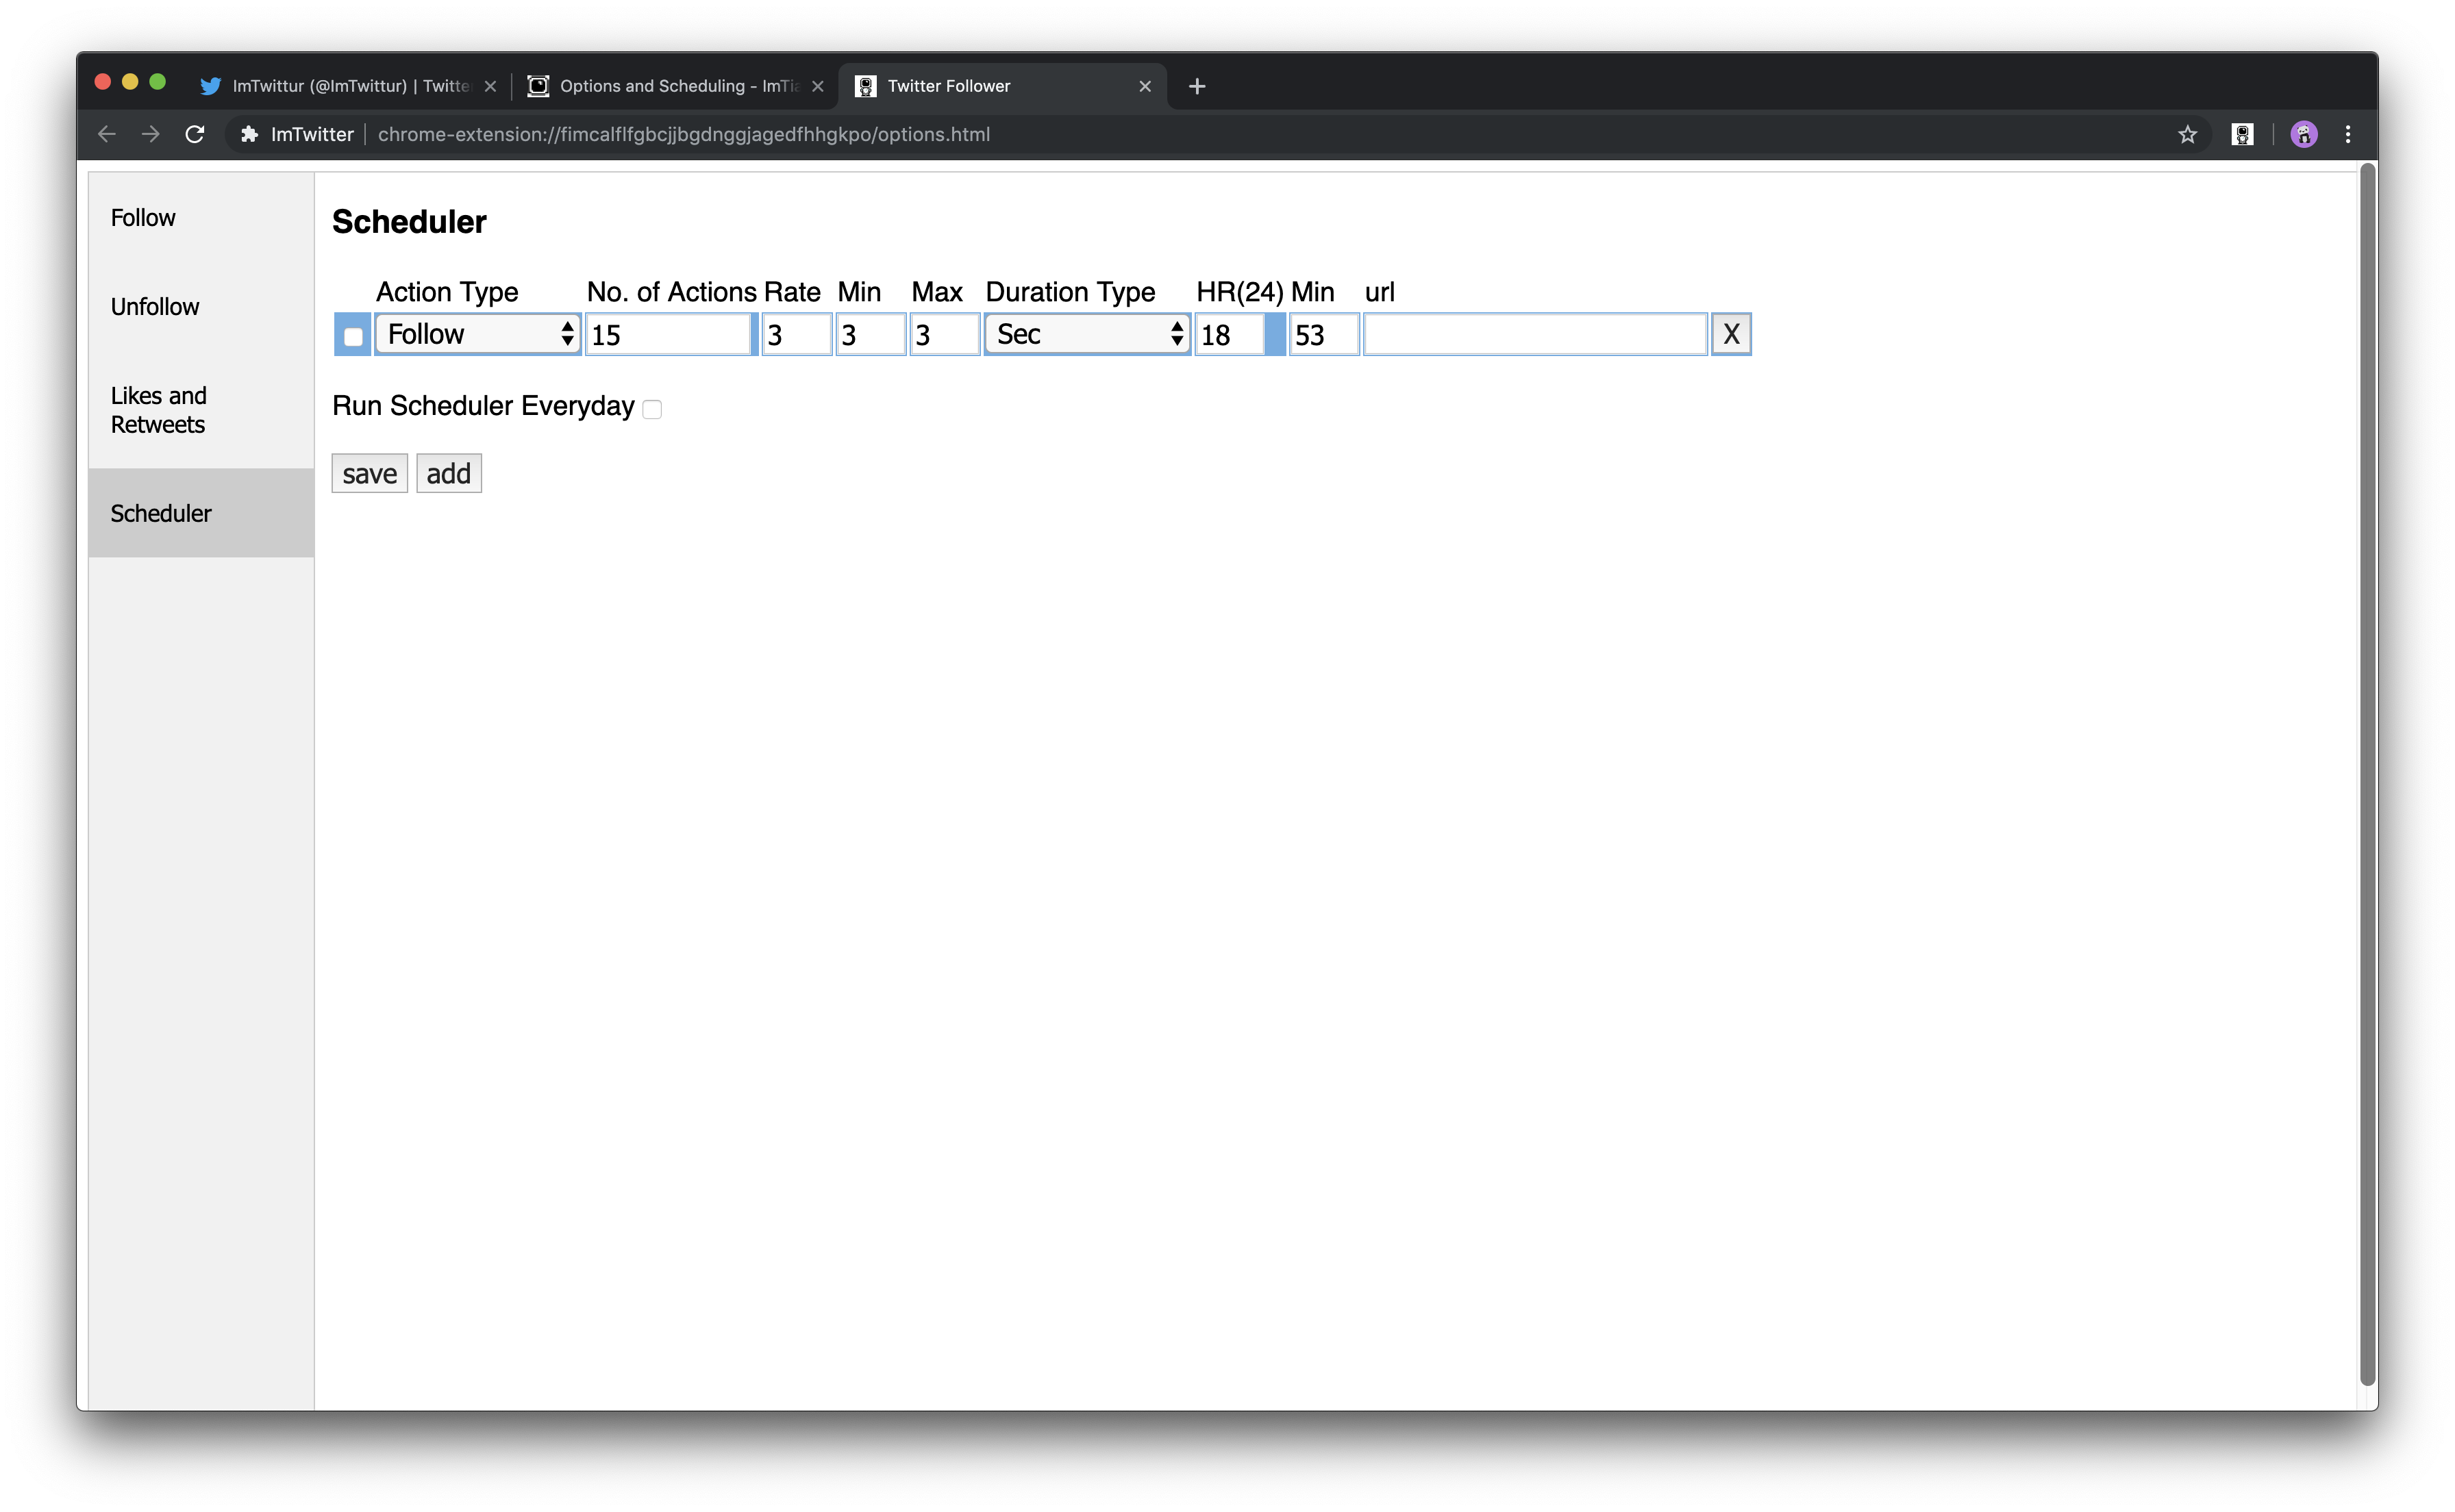 ImTwittur (@ImTwittur) | Twitte
Options and Scheduling - ImTia
Twitter Follower
ImTwitter
chrome-extension://fimcalflfgbcjjbgdnggjagedfhhgkpo/options.html
Follow
Unfollow
Likes and
Retweets
Scheduler
Scheduler
Action Type No. of Actions Rate Min Max Duration Type HR(24) Min url
Follow 15 3 3 3 Sec 18 53 X
Run Scheduler Everyday
save add